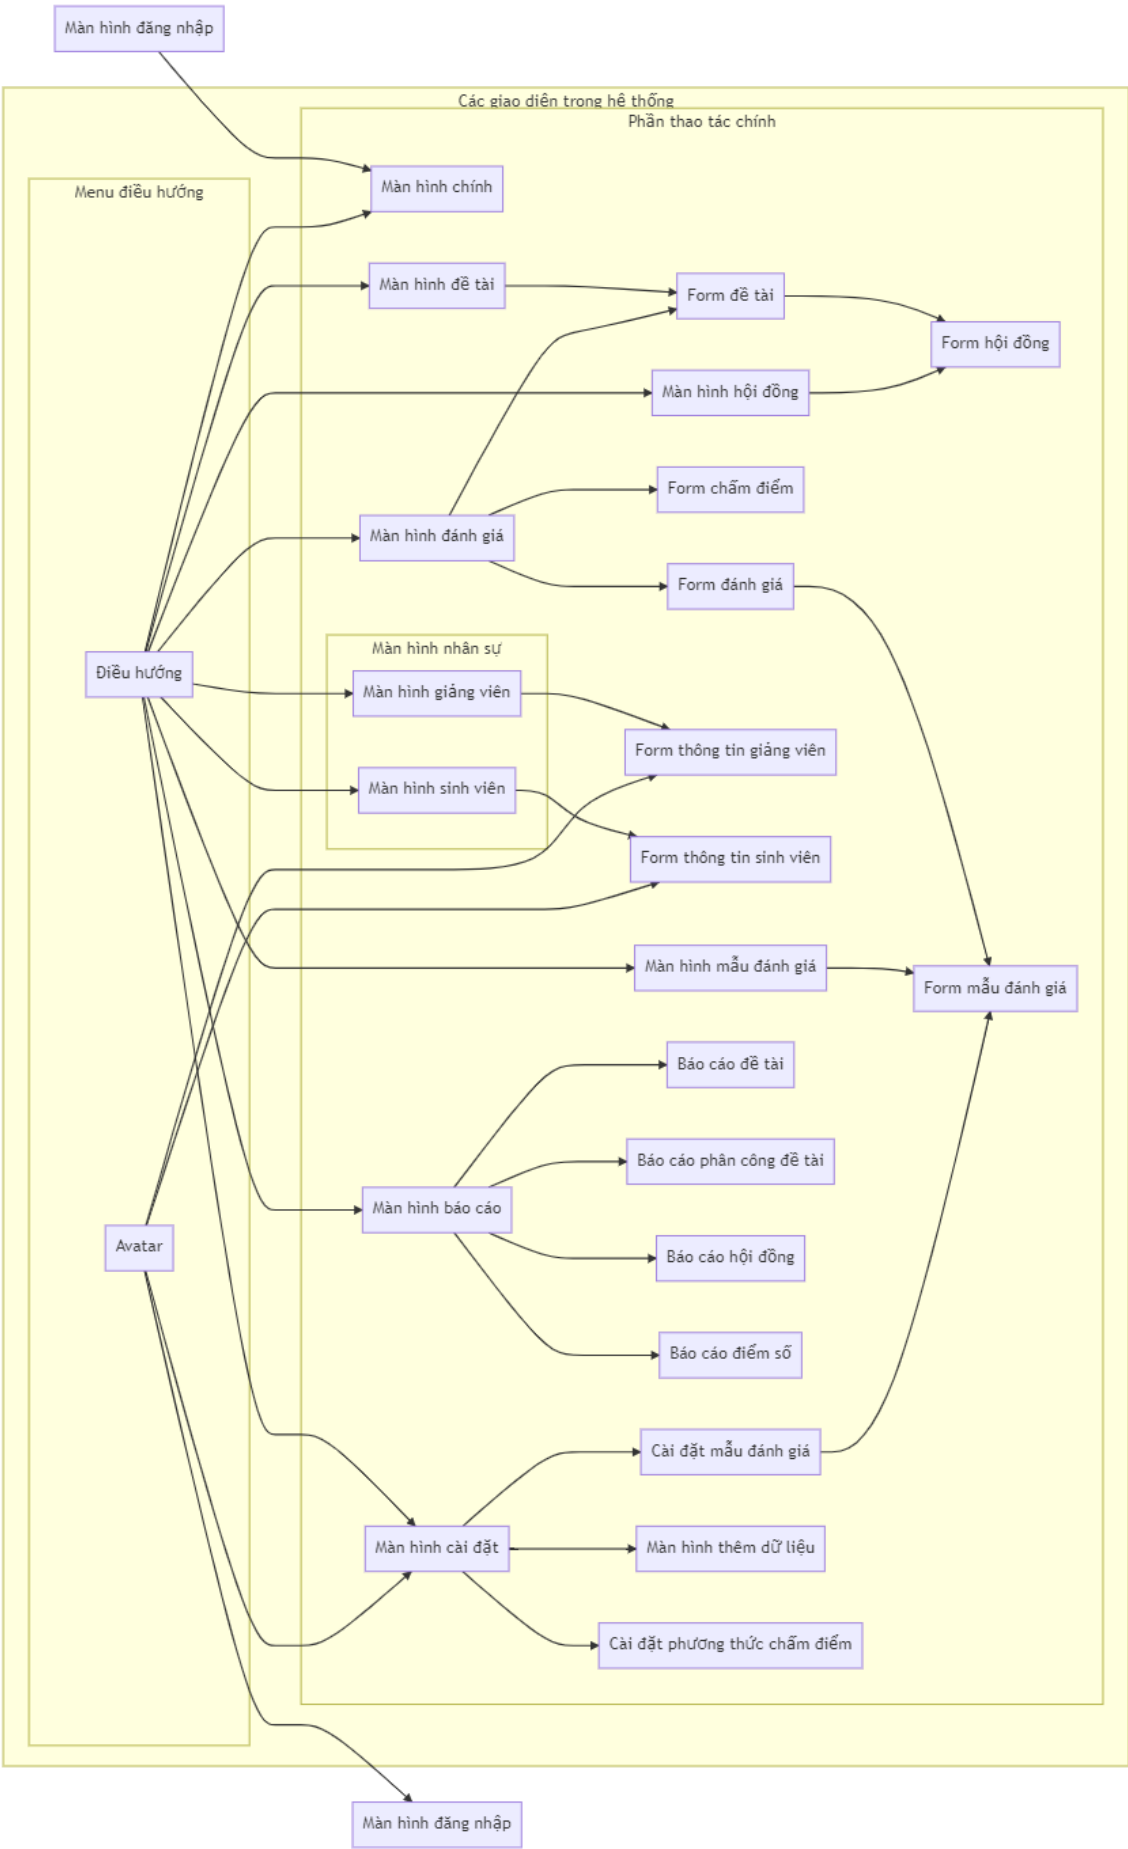 Màn hình đăng nhập
Các giao diện trong hệ thống
Phần thao tác chính
Menu điều hướng
Màn hình chính
Màn hình đề tài
Form đề tài
Form hội đồng
Màn hình hội đồng
Form chấm điểm
Màn hình đánh giá
Form đánh giá
Màn hình nhân sự
Điều hướng
Màn hình giảng viên
Form thông tin giảng viên
Màn hình sinh viên
Form thông tin sinh viên
Màn hình mẫu đánh giá
Form mẫu đánh giá
Báo cáo đề tài
Báo cáo phân công đề tài
Màn hình báo cáo
Avatar
Báo cáo hội đồng
Báo cáo điểm số
Cài đặt mẫu đánh giá
Màn hình cài đặt
Màn hình thêm dữ liệu
Cài đặt phương thức chấm điểm
Màn hình đăng nhập